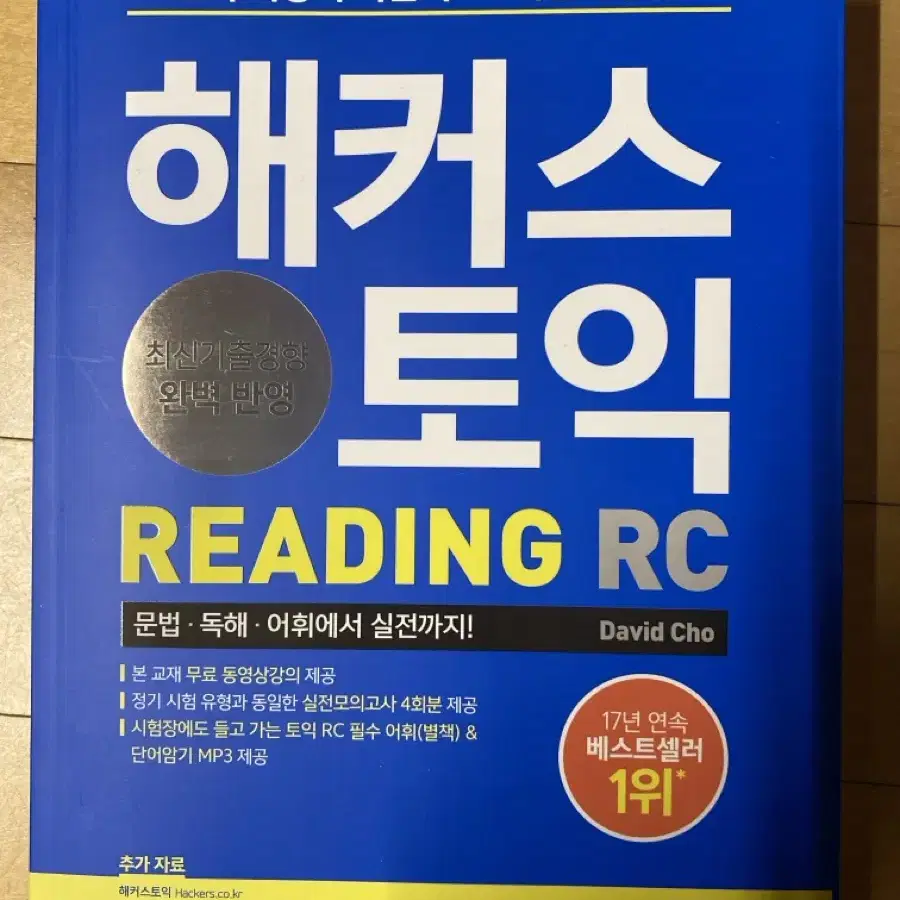 해커스
토익
최신기출경향
완벽 반영
READING RC
문법 · 독해 · 어휘에서 실전까지! David Cho
본 교재 무료 동영상강의 제공
정기 시험 유형과 동일한 실전모의고사 4회분 제공
시험장에도 들고 가는 토익 RC 필수 어휘(별책) &
단어암기 MP3 제공
17년 연속
베스트셀러
1위*
추가 자료
해커스토익 Hackers.co.kr